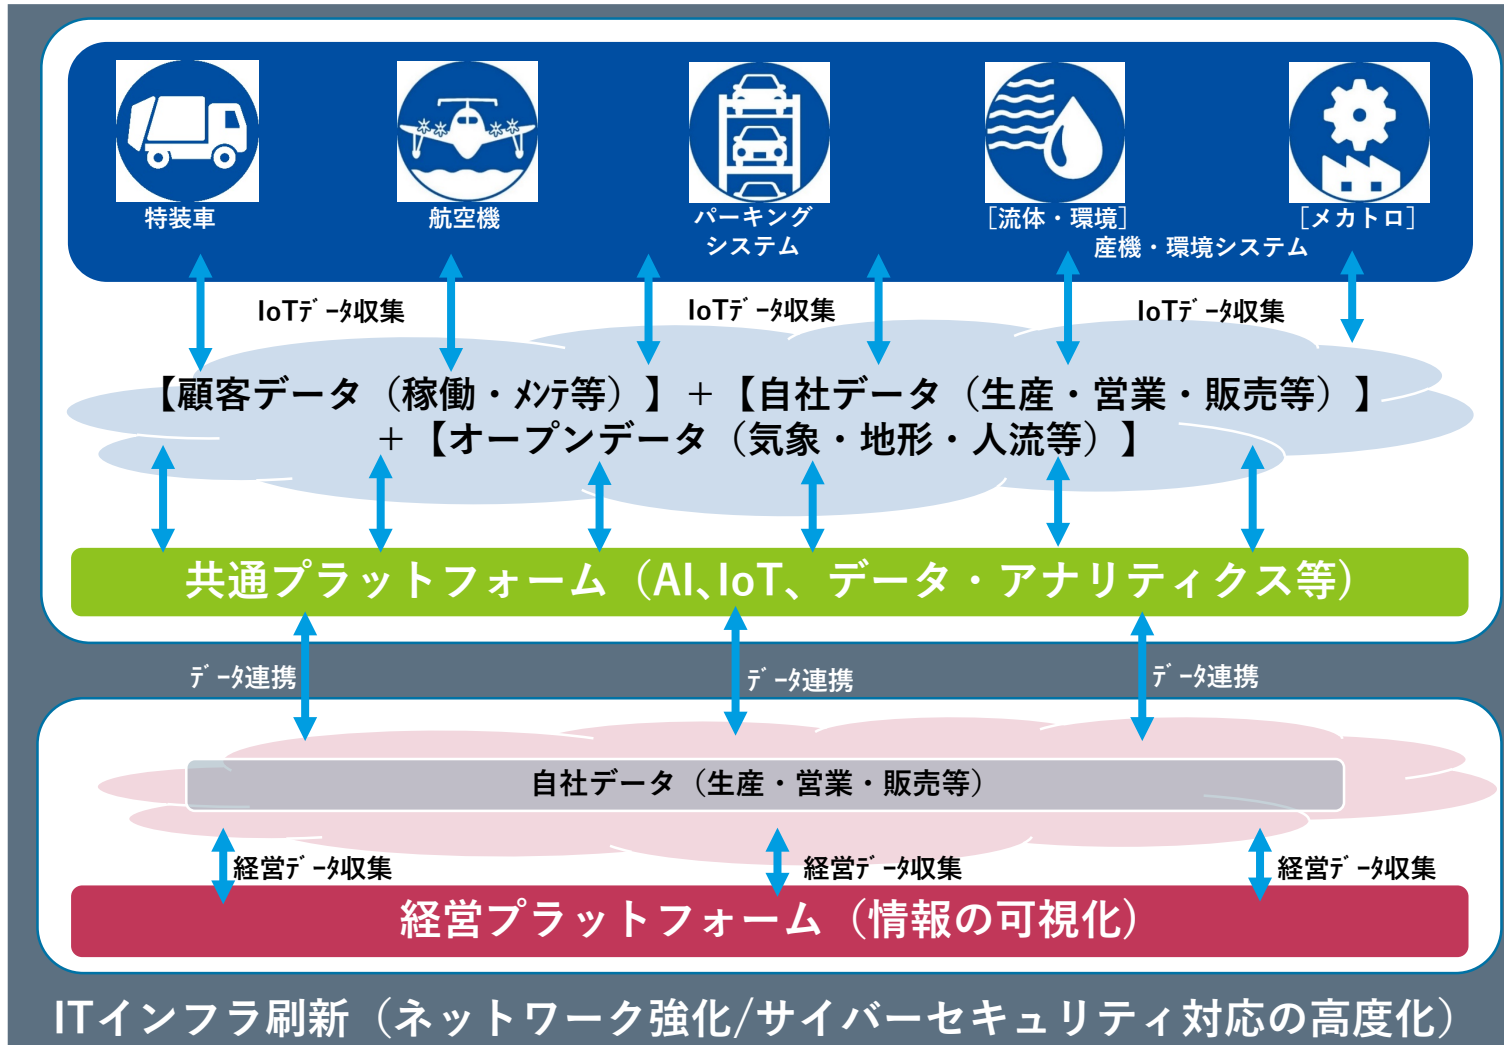 特装車
航空機
パーキング
システム
［流体・環境］
［メカトロ］
産機・環境システム
IoTﾃﾞｰﾀ収集
IoTﾃﾞｰﾀ収集
IoTﾃﾞｰﾀ収集
【顧客データ（稼働・ﾒﾝﾃ等）】＋【自社データ（生産・営業・販売等）】
＋【オープンデータ（気象・地形・人流等）】
共通プラットフォーム（AI、IoT、データ・アナリティクス等）
ﾃﾞｰﾀ連携
ﾃﾞｰﾀ連携
ﾃﾞｰﾀ連携
自社データ（生産・営業・販売等）
経営ﾃﾞｰﾀ収集
経営ﾃﾞｰﾀ収集
経営ﾃﾞｰﾀ収集
経営プラットフォーム（情報の可視化）
ITインフラ刷新（ネットワーク強化/サイバーセキュリティ対応の高度化）